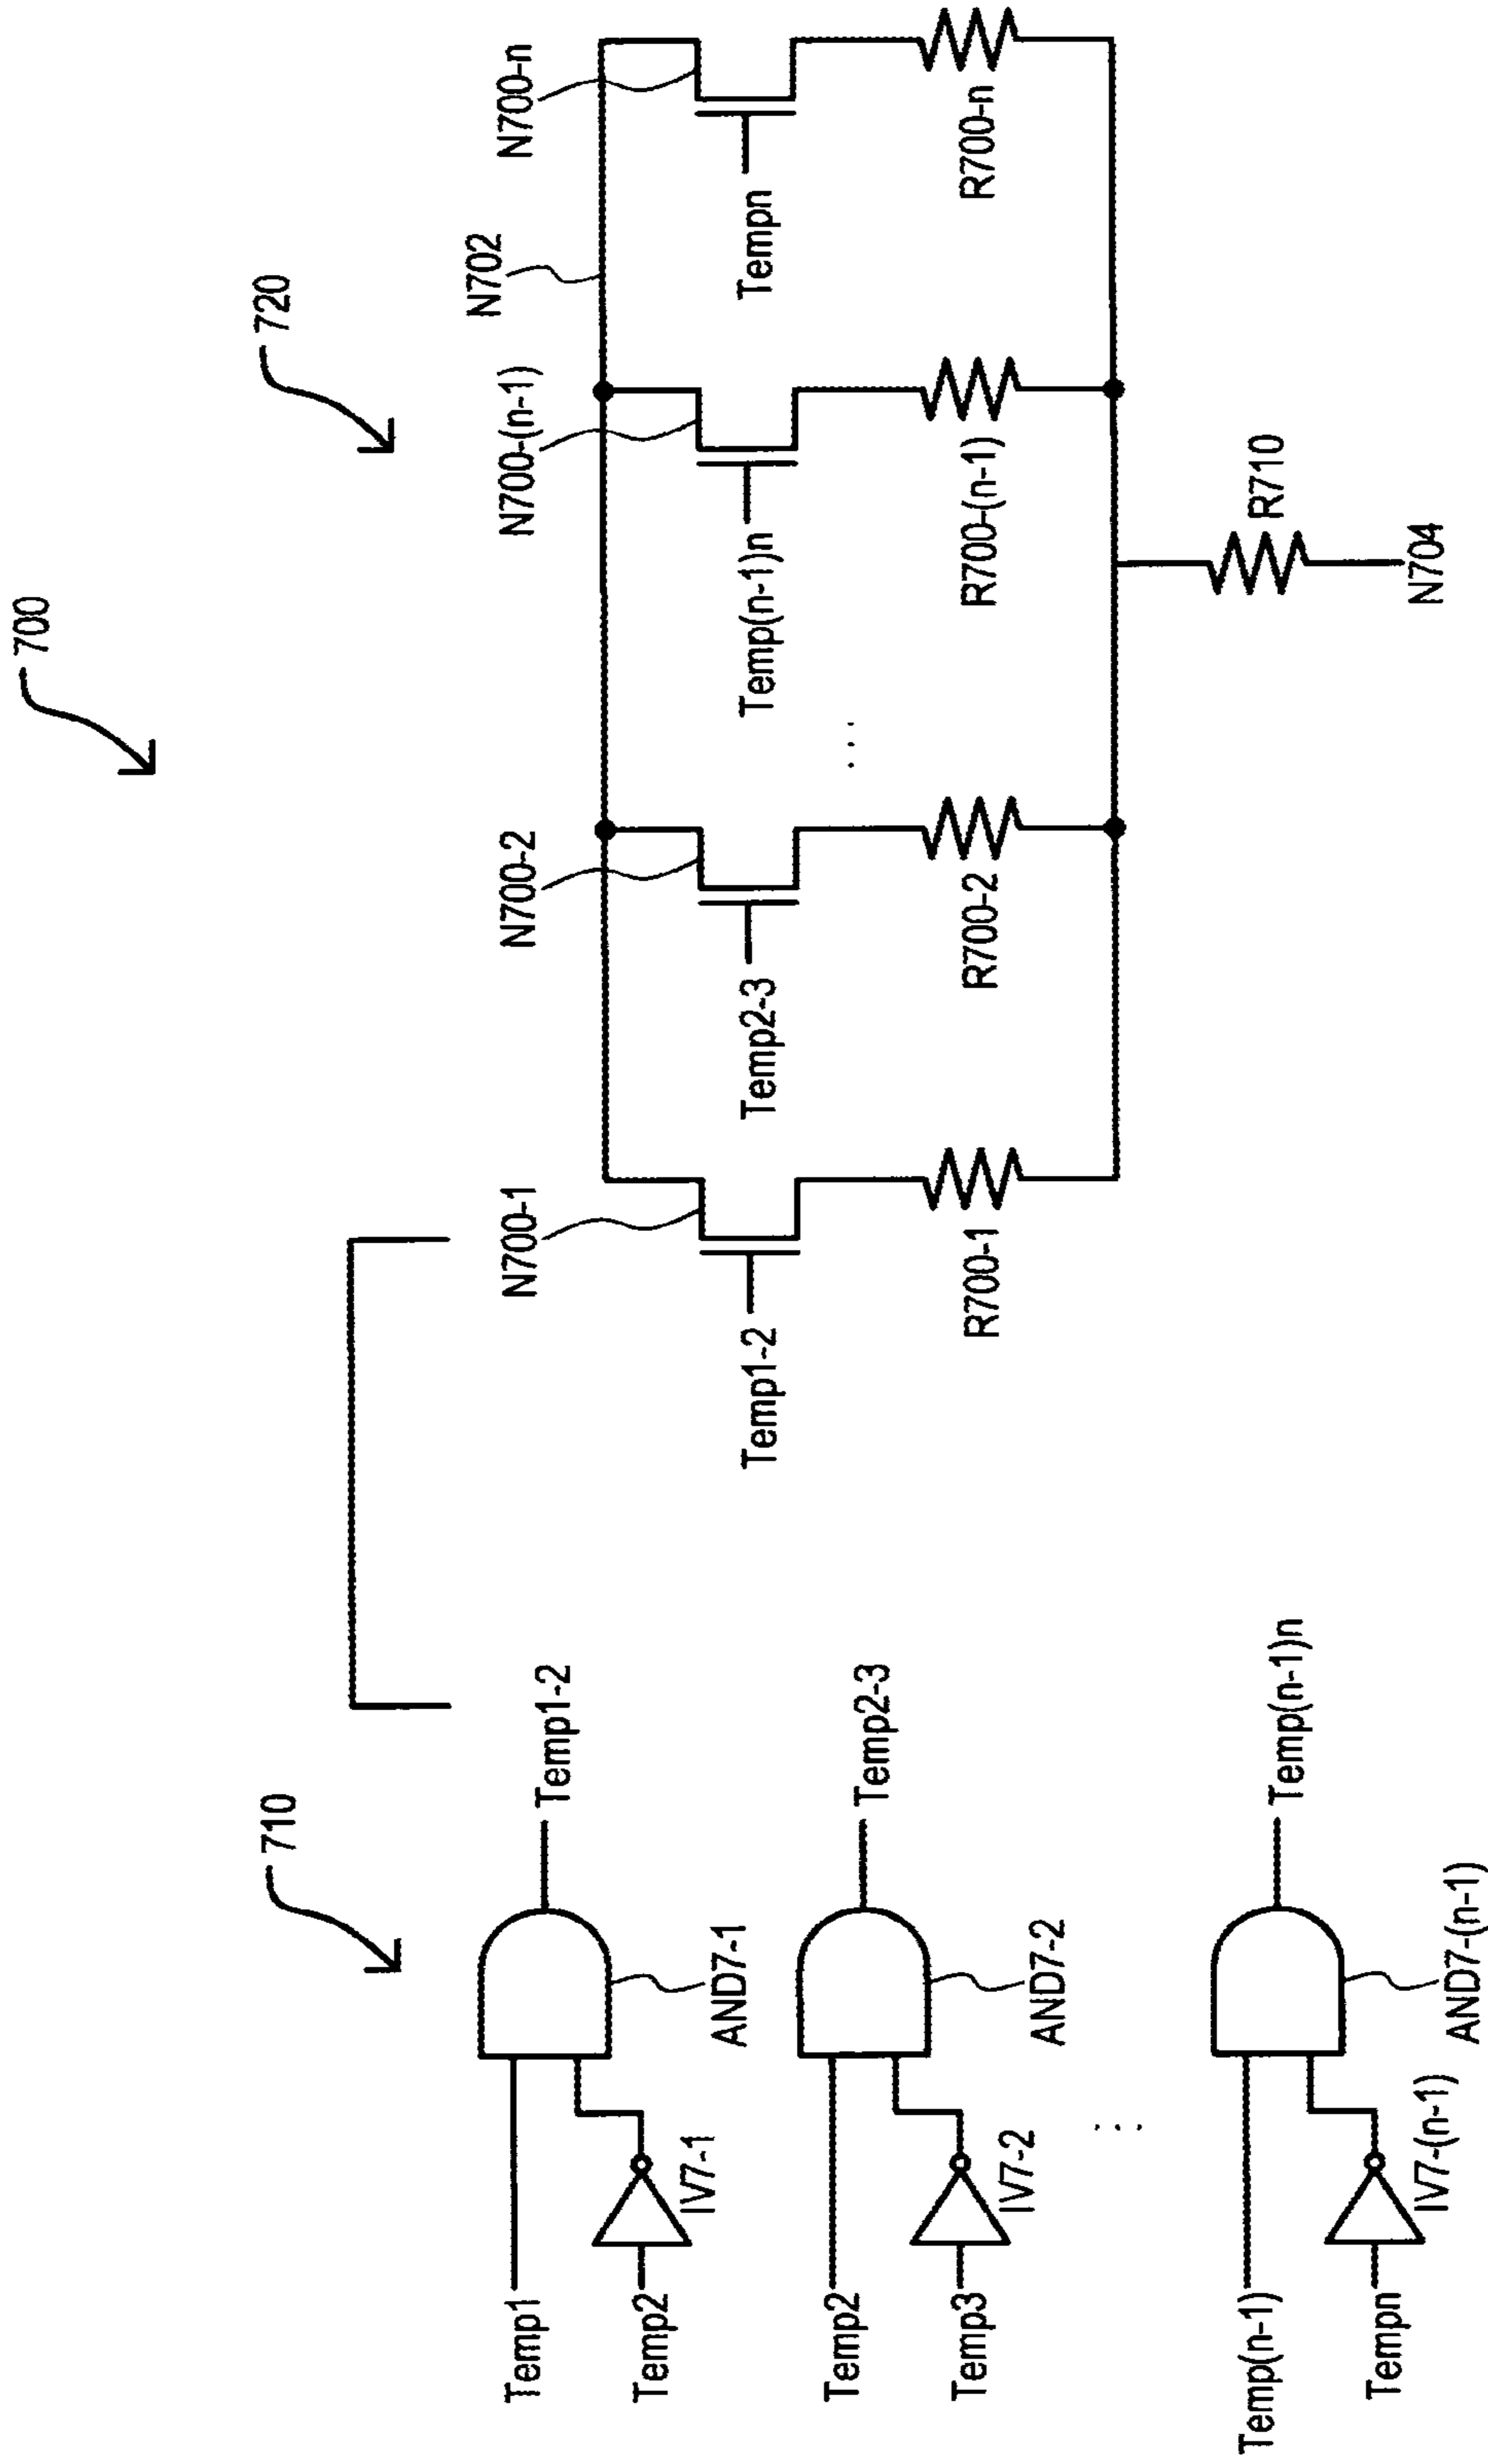 700
710
Temp1
Temp2
IV7-1
AND7-1
Temp1-2
Temp2
Temp3
IV7-2
AND7-2
Temp2-3
...
Temp(n-1)
Tempn
IV7-(n-1)
AND7-(n-1)
Temp(n-1)n
720
N702
N700-1
N700-2
N700-(n-1)
N700-n
Temp1-2
Temp2-3
Temp(n-1)n
Tempn
...
R700-1
R700-2
R700-(n-1)
R700-n
R710
N704